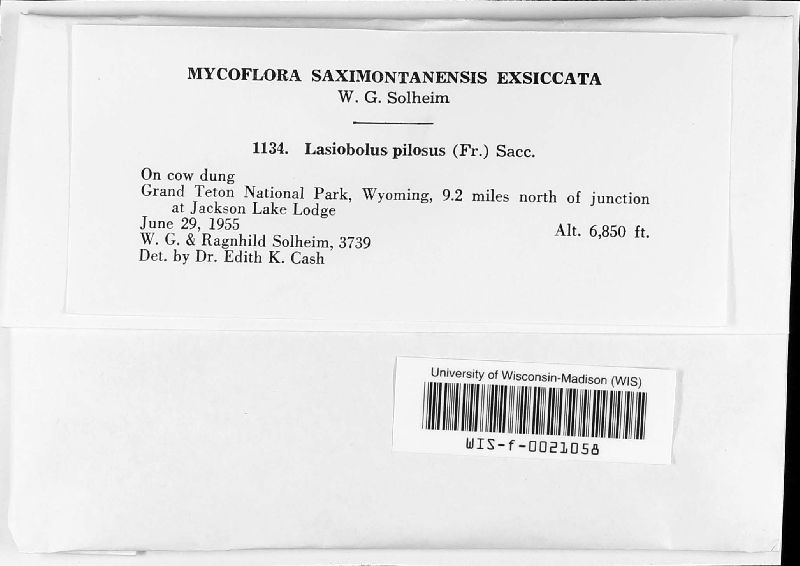 MYCOFLORA SAXIMONTANENSIS EXSICCATA
W. G. Solheim
1134. Lasiobolus pilosus (Fr.) Sacc.
On cow dung
Grand Teton National Park, Wyoming, 9.2 miles north of junction
at Jackson Lake Lodge
June 29, 1955 Alt. 6,850 ft.
W. G. & Ragnhild Solheim, 3739
Det. by Dr. Edith K. Cash
University of Wisconsin-Madison (WIS)
WIS-f-0021058